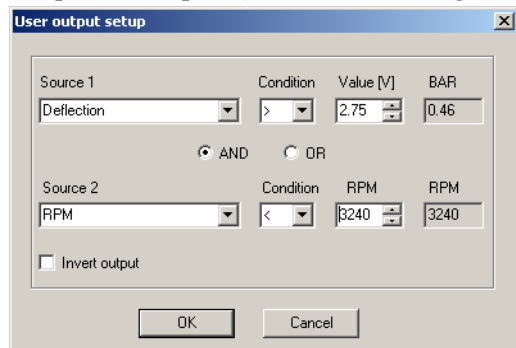 User output setup
Source 1 Condition Value [V] BAR
Deflection > 2.75 0.46
AND OR
Source 2 Condition RPM RPM
RPM < 3240 3240
Invert output
OK Cancel